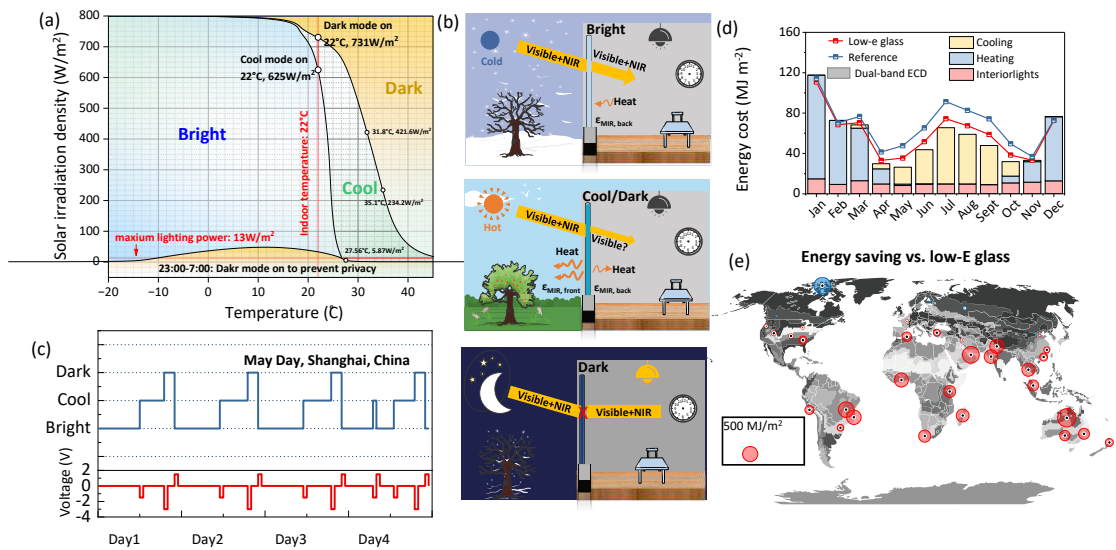 (a)
800
700
600
500
400
300
200
100
0
Solar irradiation density (W/m²)
Dark mode on
22°C, 731W/m²
Cool mode on
22°C, 625W/m²
Dark
Bright
Indoor temperature: 22°C
31.8°C, 421.6W/m²
Cool
35.1°C, 234.2W/m²
maxium lighting power: 13W/m²
27.56°C, 5.87W/m²
23:00-7:00: Dakr mode on to prevent privacy
−20 −10 0 10 20 30 40
Temperature (℃)
(b)
Bright
Cold
Visible+NIR
Visible+NIR
Heat
εMIR, back
Cool/Dark
Hot
Visible+NIR
Visible?
Heat
Heat
εMIR, front
εMIR, back
Dark
Visible+NIR
X
Visible+NIR
(c)
May Day, Shanghai, China
Dark
Cool
Bright
Voltage (V)
2
0
−2
−4
Day1 Day2 Day3 Day4
(d)
Energy cost (MJ m⁻²)
160
120
80
40
0
Low-e glass
Reference
Dual-band ECD
Cooling
Heating
Interiorlights
Jan Feb Mar Apr May Jun Jul Aug Sept Oct Nov Dec
(e)
Energy saving vs. low-E glass
500 MJ/m²